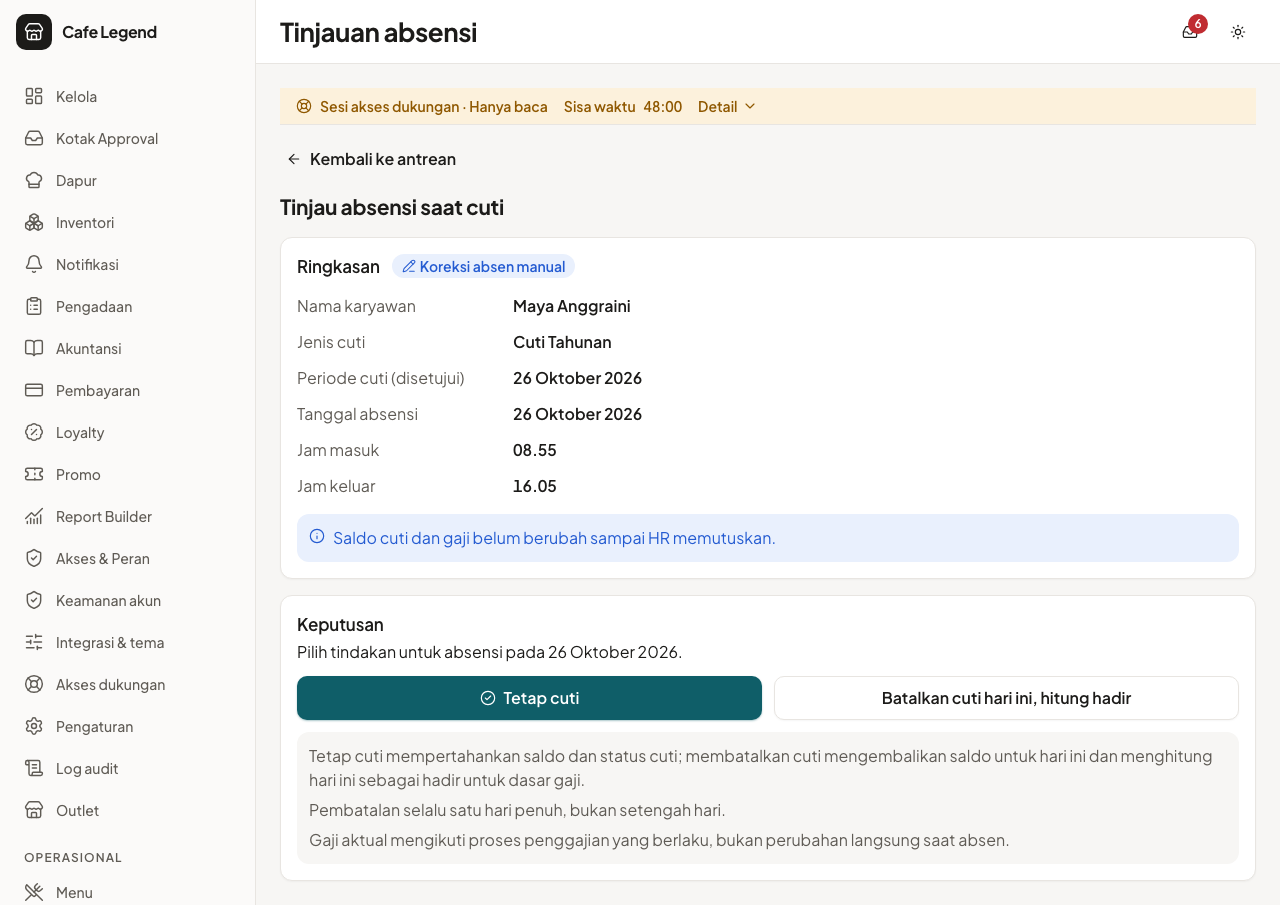 Cafe Legend
Tinjauan absensi
6
Kelola
Kotak Approval
Dapur
Inventori
Notifikasi
Pengadaan
Akuntansi
Pembayaran
Loyalty
Promo
Report Builder
Akses & Peran
Keamanan akun
Integrasi & tema
Akses dukungan
Pengaturan
Log audit
Outlet
OPERASIONAL
Menu
Sesi akses dukungan · Hanya baca Sisa waktu 48:00 Detail
Kembali ke antrean
Tinjau absensi saat cuti
Ringkasan Koreksi absen manual
Nama karyawan Maya Anggraini
Jenis cuti Cuti Tahunan
Periode cuti (disetujui) 26 Oktober 2026
Tanggal absensi 26 Oktober 2026
Jam masuk 08.55
Jam keluar 16.05
Saldo cuti dan gaji belum berubah sampai HR memutuskan.
Keputusan
Pilih tindakan untuk absensi pada 26 Oktober 2026.
Tetap cuti Batalkan cuti hari ini, hitung hadir
Tetap cuti mempertahankan saldo dan status cuti; membatalkan cuti mengembalikan saldo untuk hari ini dan menghitung
hari ini sebagai hadir untuk dasar gaji.
Pembatalan selalu satu hari penuh, bukan setengah hari.
Gaji aktual mengikuti proses penggajian yang berlaku, bukan perubahan langsung saat absen.